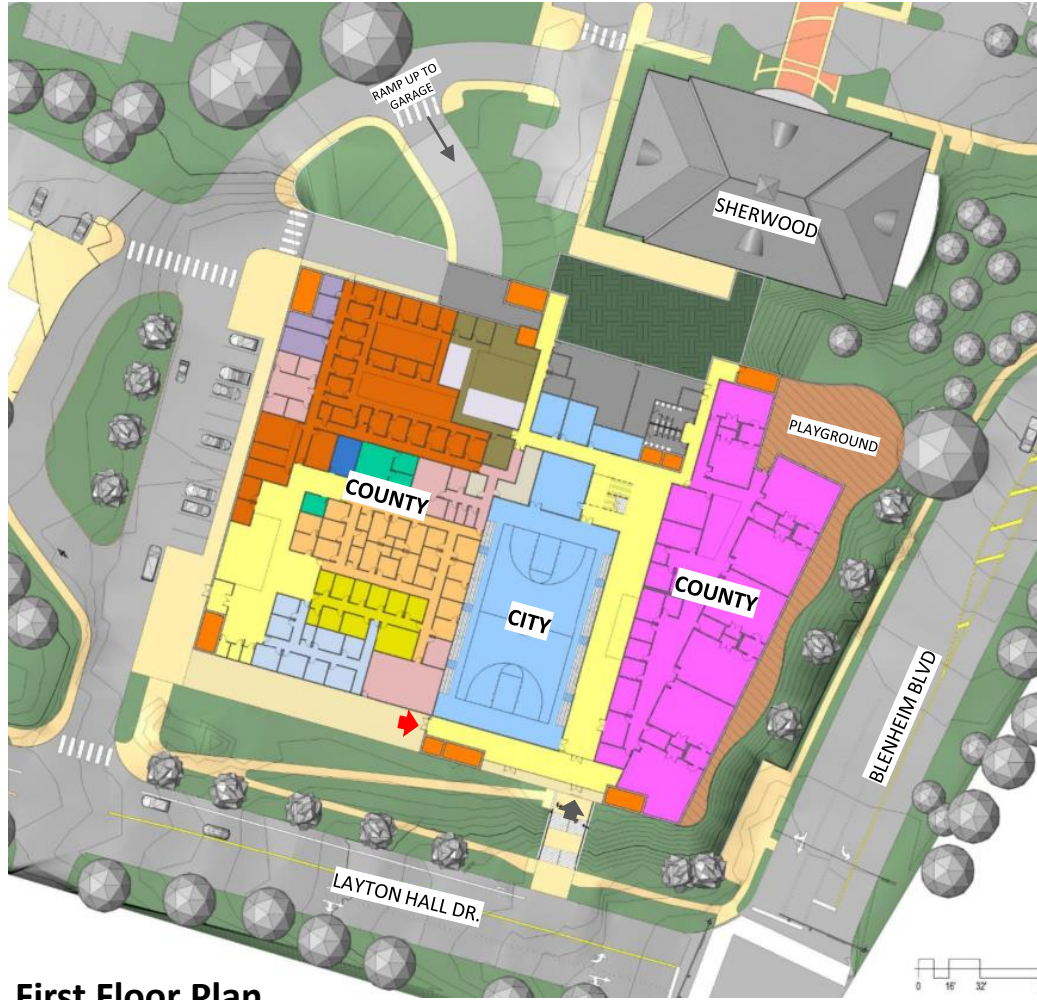 RAMP UP TO
GARAGE
SHERWOOD
PLAYGROUND
COUNTY
COUNTY
CITY
BLENHEIM BLVD
LAYTON HALL DR.
First Floor Plan
0 16' 32'